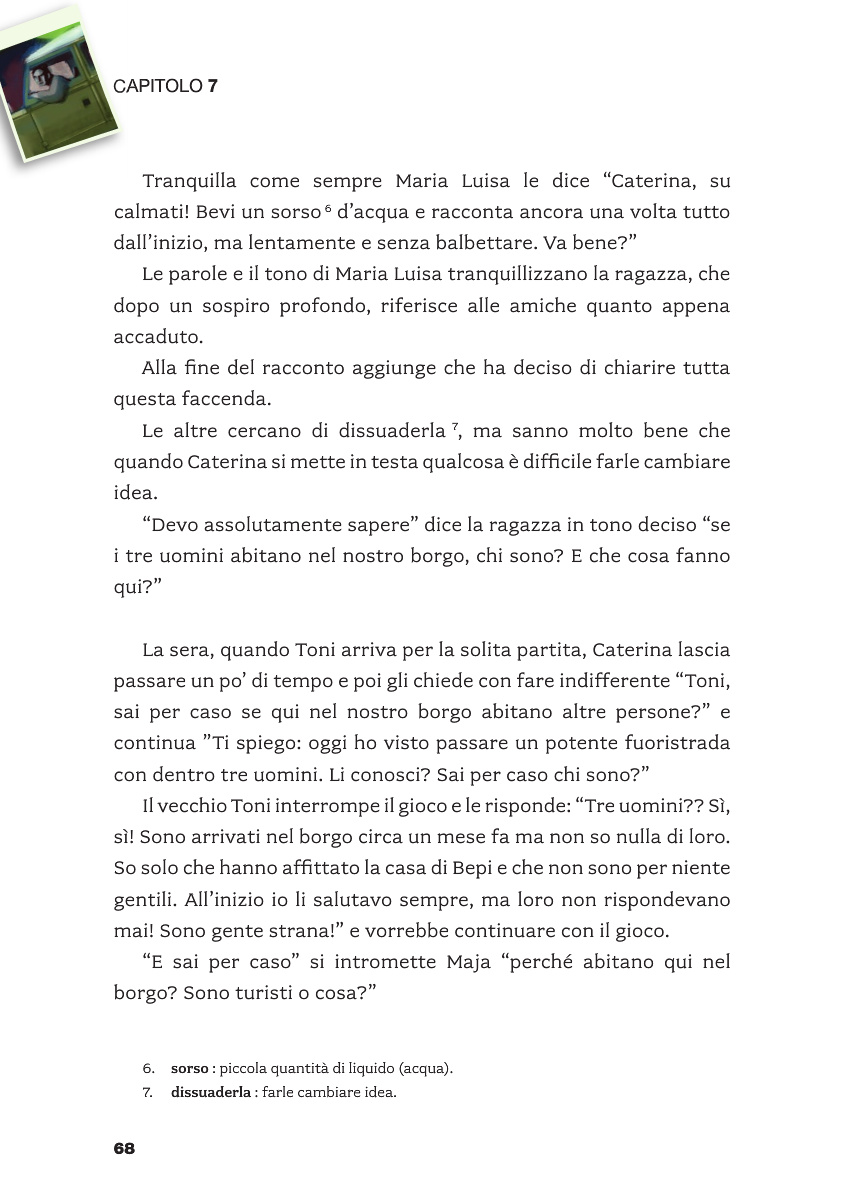 CAPITOLO 7
Tranquilla come sempre Maria Luisa le dice “Caterina, su
calmati! Bevi un sorso 6 d’acqua e racconta ancora una volta tutto
dall’inizio, ma lentamente e senza balbettare. Va bene?”
Le parole e il tono di Maria Luisa tranquillizzano la ragazza, che
dopo un sospiro profondo, riferisce alle amiche quanto appena
accaduto.
Alla fine del racconto aggiunge che ha deciso di chiarire tutta
questa faccenda.
Le altre cercano di dissuaderla 7, ma sanno molto bene che
quando Caterina si mette in testa qualcosa è difficile farle cambiare
idea.
“Devo assolutamente sapere” dice la ragazza in tono deciso “se
i tre uomini abitano nel nostro borgo, chi sono? E che cosa fanno
qui?”
La sera, quando Toni arriva per la solita partita, Caterina lascia
passare un po’ di tempo e poi gli chiede con fare indifferente “Toni,
sai per caso se qui nel nostro borgo abitano altre persone?” e
continua ”Ti spiego: oggi ho visto passare un potente fuoristrada
con dentro tre uomini. Li conosci? Sai per caso chi sono?”
Il vecchio Toni interrompe il gioco e le risponde: “Tre uomini?? Sì,
sì! Sono arrivati nel borgo circa un mese fa ma non so nulla di loro.
So solo che hanno affittato la casa di Bepi e che non sono per niente
gentili. All’inizio io li salutavo sempre, ma loro non rispondevano
mai! Sono gente strana!” e vorrebbe continuare con il gioco.
“E sai per caso” si intromette Maja “perché abitano qui nel
borgo? Sono turisti o cosa?”
6. sorso : piccola quantità di liquido (acqua).
7. dissuaderla : farle cambiare idea.
68